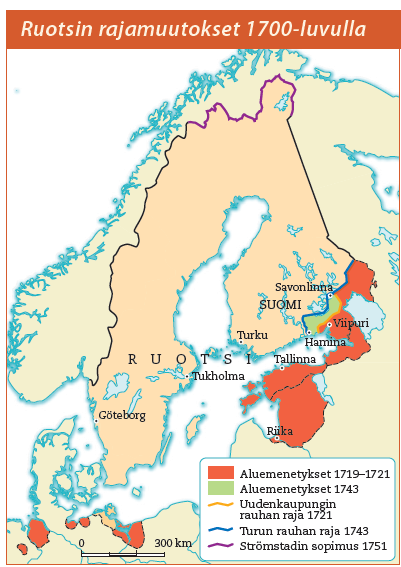 Ruotsin rajamuutokset 1700-luvulla
Savonlinna
SUOMI
Viipuri
Turku
Hamina
RUOTSI
Tallinna
Tukholma
Göteborg
Riika
Aluemenetykset 1719–1721
Aluemenetykset 1743
Uudenkaupungin
rauhan raja 1721
Turun rauhan raja 1743
Strömstadin sopimus 1751
0 300 km